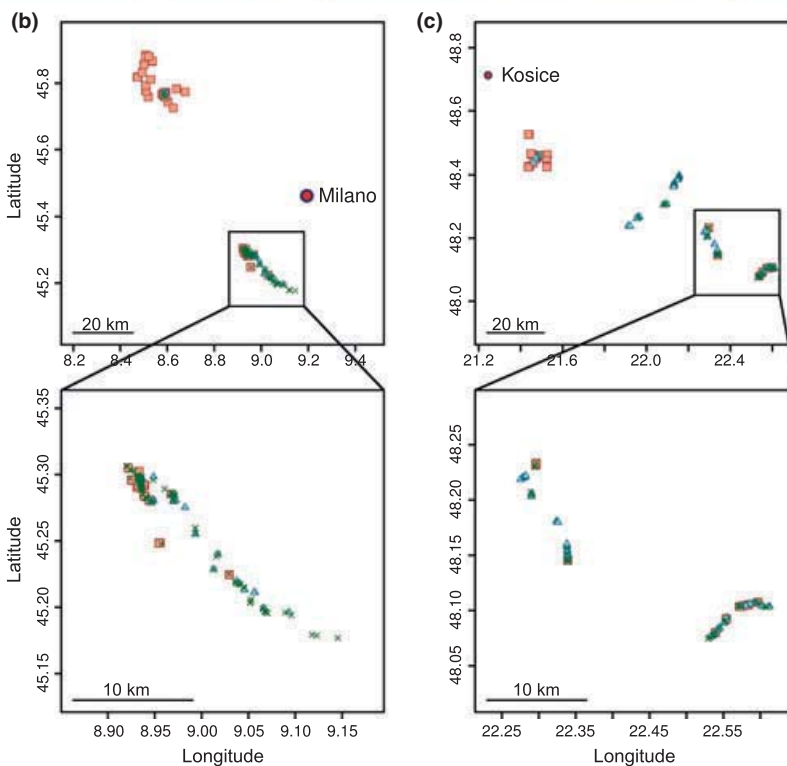 (b)
Latitude
45.8
45.6
45.4
45.2
Milano
20 km
8.2 8.4 8.6 8.8 9.0 9.2 9.4
(c)
Latitude
48.8
48.6
48.4
48.2
48.0
Kosice
20 km
21.2 21.6 22.0 22.4
Latitude
45.35
45.30
45.25
45.20
45.15
10 km
8.90 8.95 9.00 9.05 9.10 9.15
Longitude
48.25
48.20
48.15
48.10
48.05
10 km
22.25 22.35 22.45 22.55
Longitude